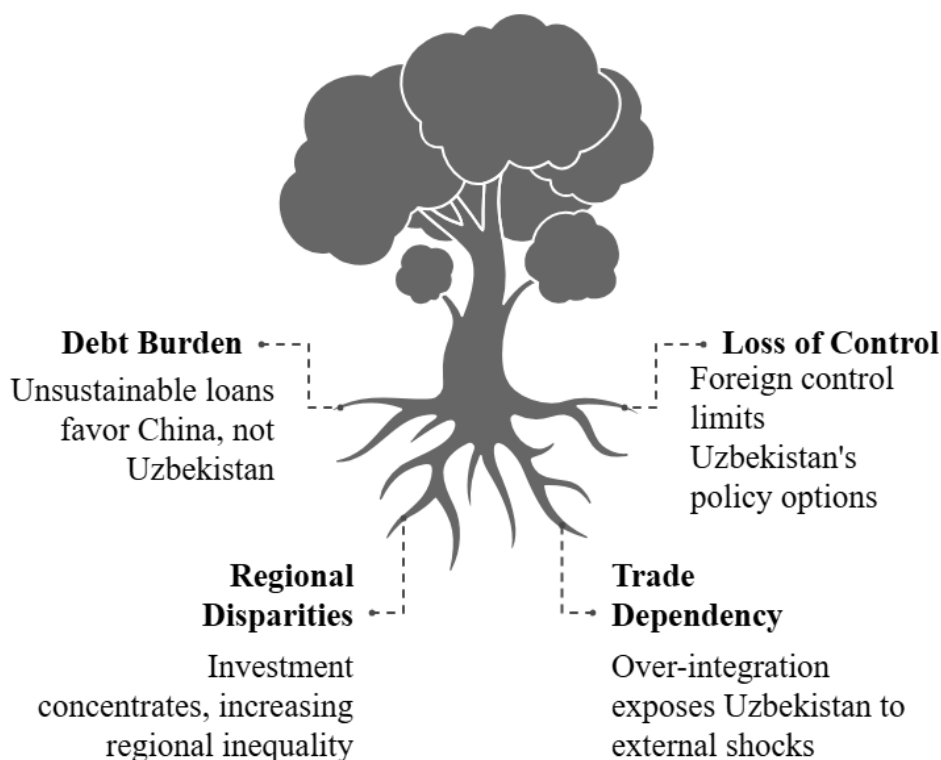 Debt Burden
Unsustainable loans
favor China, not
Uzbekistan
Loss of Control
Foreign control
limits
Uzbekistan's
policy options
Regional
Disparities
Investment
concentrates, increasing
regional inequality
Trade
Dependency
Over-integration
exposes Uzbekistan to
external shocks